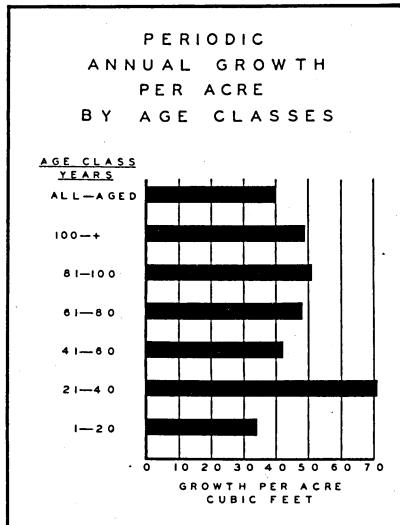 PERIODIC
ANNUAL GROWTH
PER ACRE
BY AGE CLASSES
AGE CLASS
YEARS
ALL—AGED
100—+
81—100
61—80
41—60
21—40
1—20
0 10 20 30 40 50 60 70
GROWTH PER ACRE
CUBIC FEET